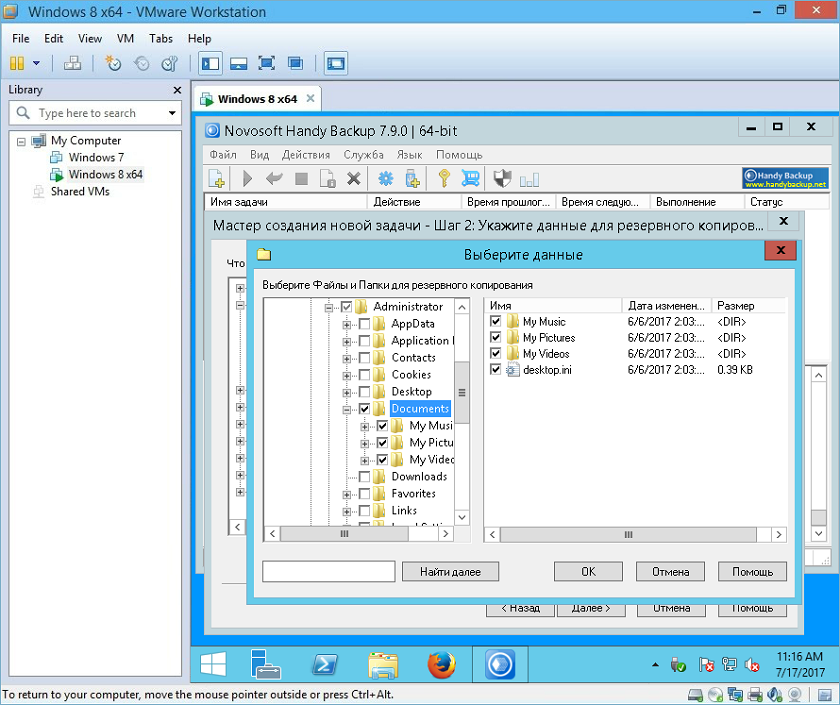 Windows 8 x64 - VMware Workstation
File Edit View VM Tabs Help
Library
Type here to search
My Computer
Windows 7
Windows 8 x64
Shared VMs
Windows 8 x64
Novosoft Handy Backup 7.9.0 | 64-bit
Файл Вид Действия Служба Язык Помощь
Handy Backup
www.handybackup.net
Имя задачи Действие Время прошлог... Время следую... Выполнение Статус
Мастер создания новой задачи - Шаг 2: Укажите данные для резервного копиров...
Что
Выберите данные
Выберите Файлы и Папки для резервного копирования
Administrator
AppData
Application
Contacts
Cookies
Desktop
Documents
My Musi
My Pictu
My Videc
Downloads
Favorites
Links
Имя Дата изменен... Размер
My Music 6/6/2017 2:03:... <DIR>
My Pictures 6/6/2017 2:03:... <DIR>
My Videos 6/6/2017 2:03:... <DIR>
desktop.ini 6/6/2017 2:03:... 0.39 KB
Найти далее OK Отмена Помощь
< Назад Далее > Отмена Помощь
11:16 AM
7/17/2017
To return to your computer, move the mouse pointer outside or press Ctrl+Alt.